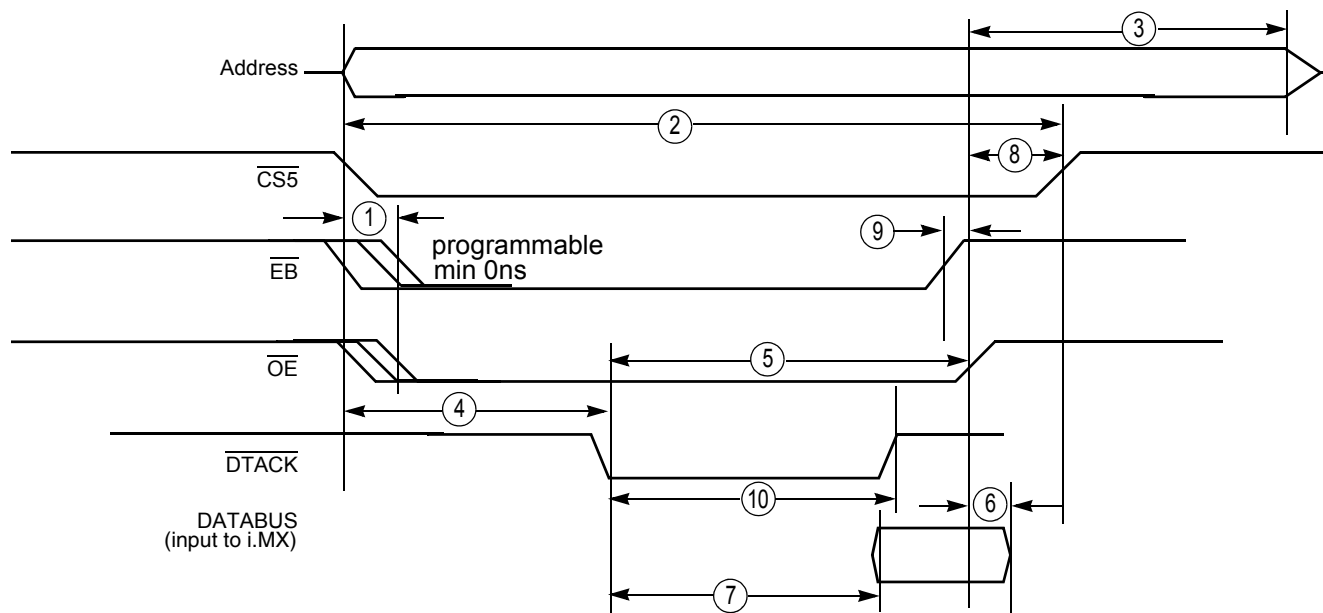 3
Address
2
8
CS5
1
9
programmable
min 0ns
EB
5
OE
4
DTACK
10
6
DATABUS
(input to i.MX)
7